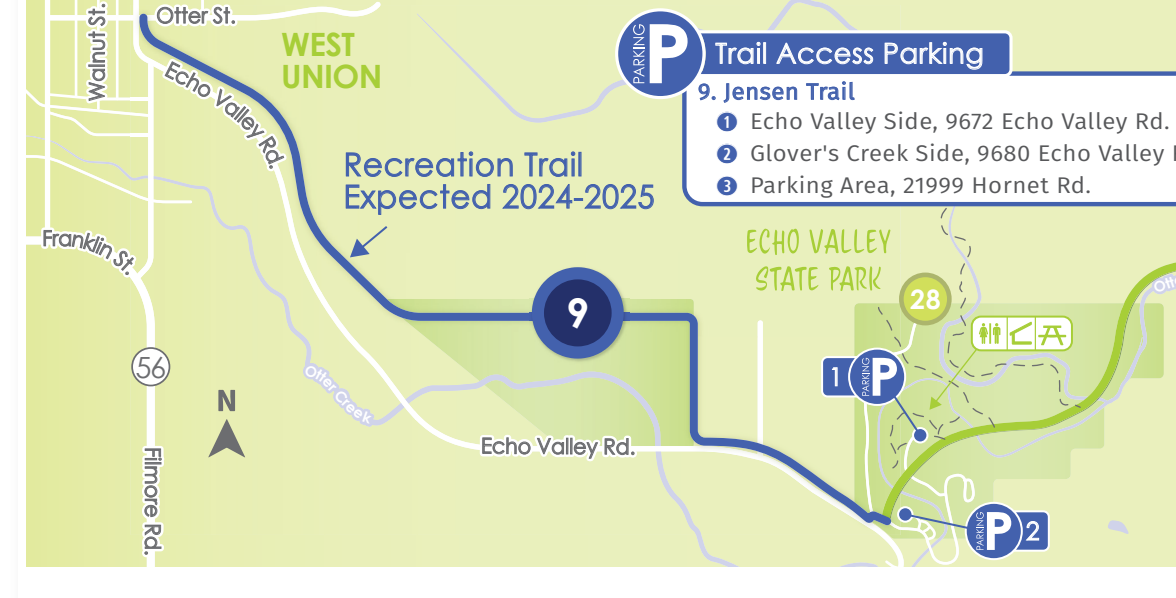 Otter St.
Walnut St.
WEST
UNION
Echo Valley Rd.
PARKING
P
Trail Access Parking
9. Jensen Trail
1 Echo Valley Side, 9672 Echo Valley Rd.
2 Glover's Creek Side, 9680 Echo Valley
3 Parking Area, 21999 Hornet Rd.
Recreation Trail
Expected 2024-2025
Franklin St.
ECHO VALLEY
STATE PARK
28
9
56
Otter Creek
1
PARKING
P
N
Echo Valley Rd.
Filmore Rd.
PARKING
P
2